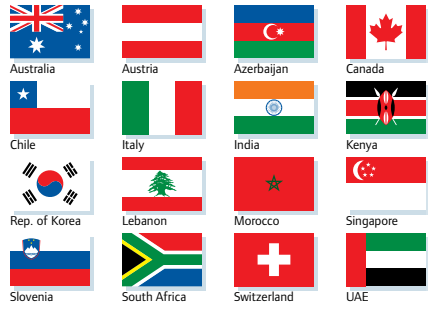 Australia
Austria
Azerbaijan
Canada
Chile
Italy
India
Kenya
Rep. of Korea
Lebanon
Morocco
Singapore
Slovenia
South Africa
Switzerland
UAE